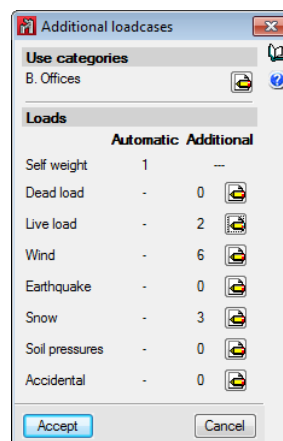 Additional loadcases
Use categories
B. Offices
Loads
Automatic Additional
Self weight 1 ---
Dead load - 0
Live load - 2
Wind - 6
Earthquake - 0
Snow - 3
Soil pressures - 0
Accidental - 0
Accept Cancel